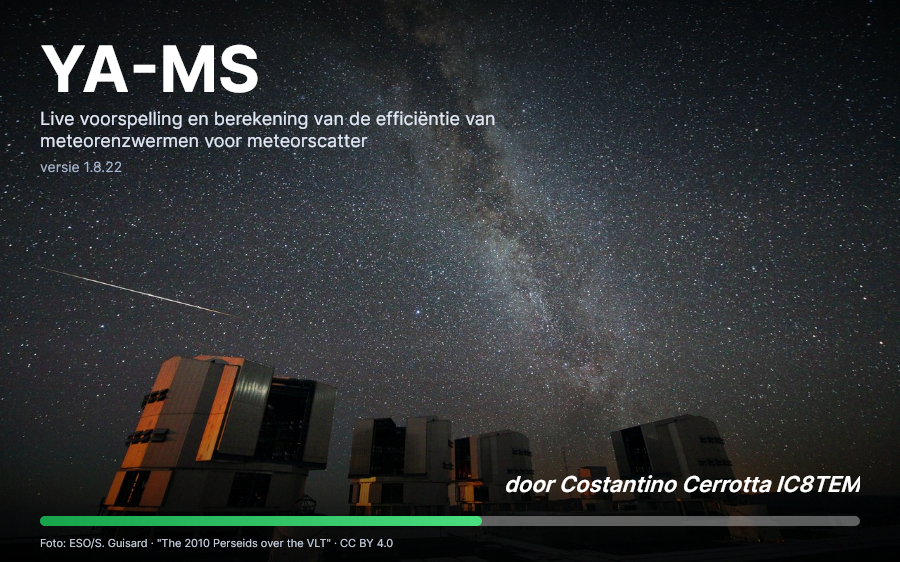 YA-MS
Live voorspelling en berekening van de efficiëntie van
meteorenzwermen voor meteorscatter
versie 1.8.22
door Costantino Cerrotta IC8TEM
Foto: ESO/S. Guisard · "The 2010 Perseids over the VLT" · CC BY 4.0